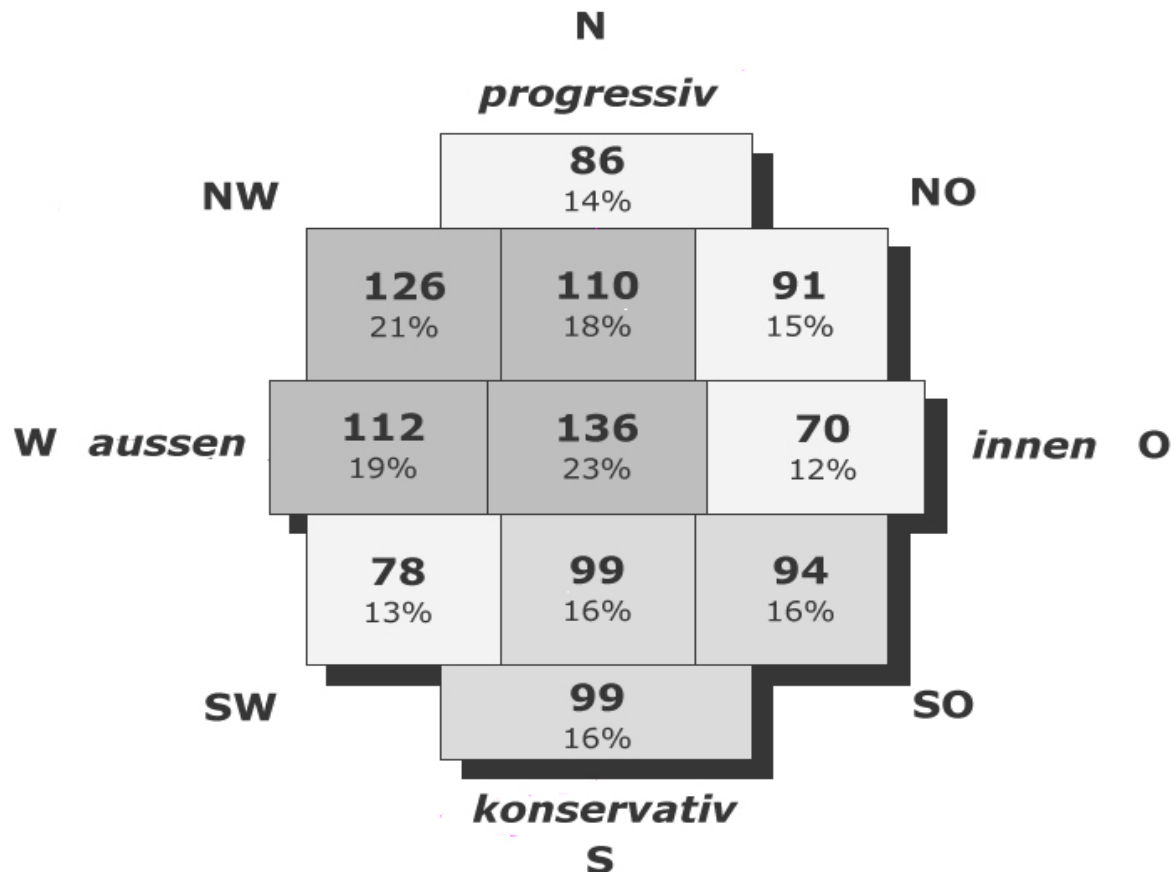 N
progressiv
86
14%
NW
NO
126
110
91
21%
18%
15%
112
136
70
19%
23%
12%
W aussen
innen O
78
99
94
13%
16%
16%
99
16%
SW
SO
konservativ
S